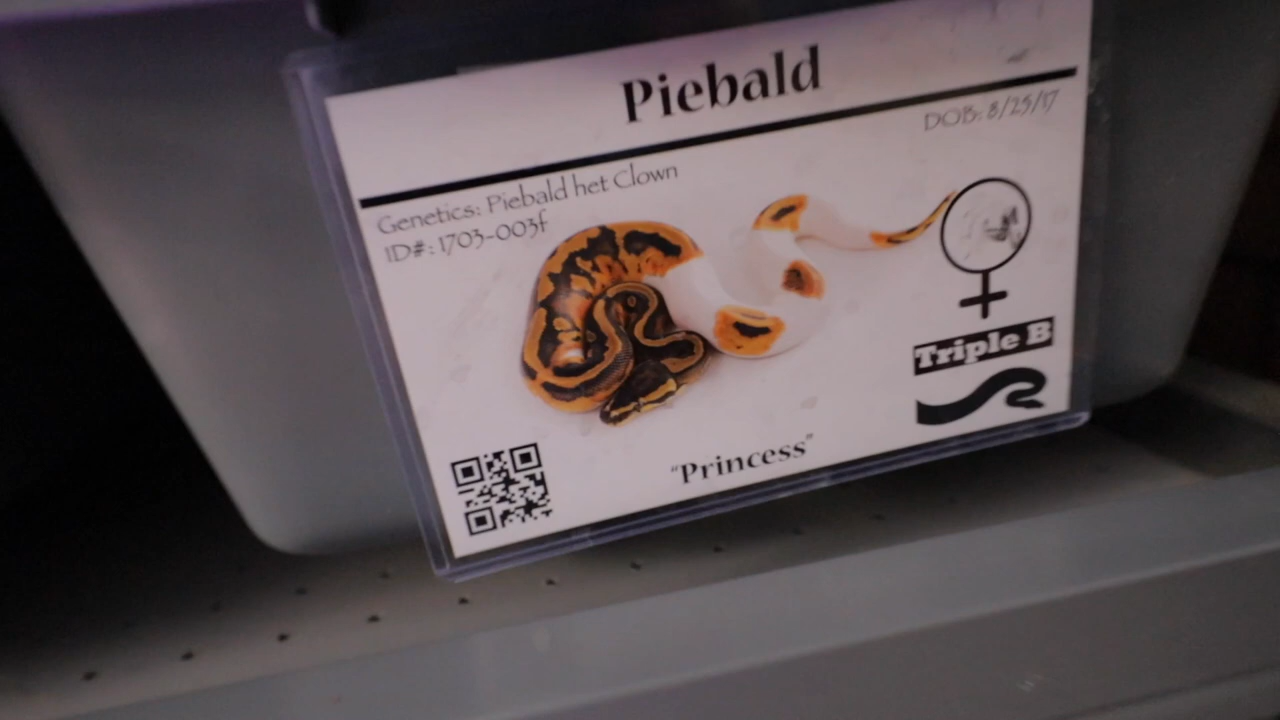 Piebald
DOB: 8/25/17
Genetics: Piebald het Clown
ID#: 1703-003f
Triple B
"Princess"